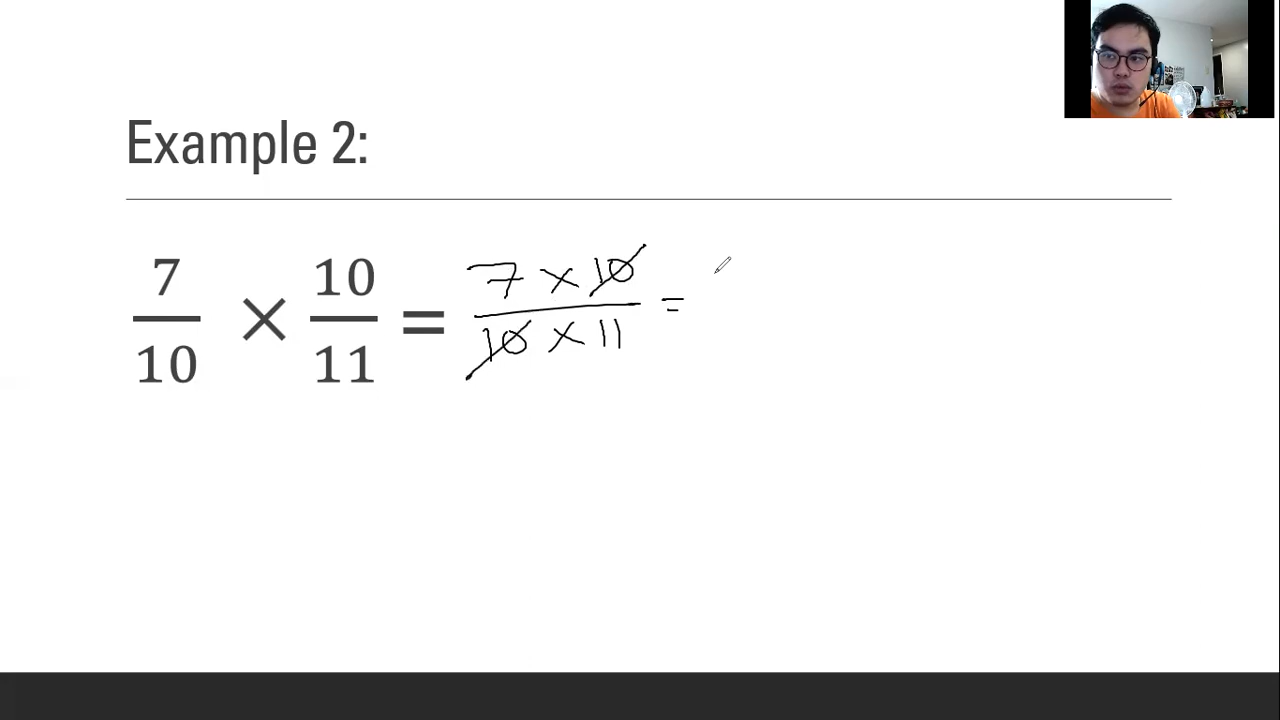 Example 2:
7/10 × 10/11 = 7 × 10/10 × 11 =